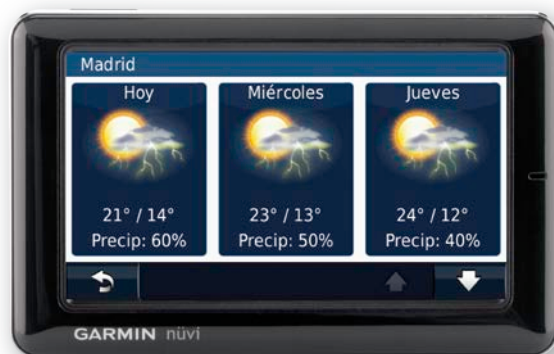 Madrid
Hoy
Miércoles
Jueves
21° / 14°
23° / 13°
24° / 12°
Precip: 60%
Precip: 50%
Precip: 40%
GARMIN nüvi